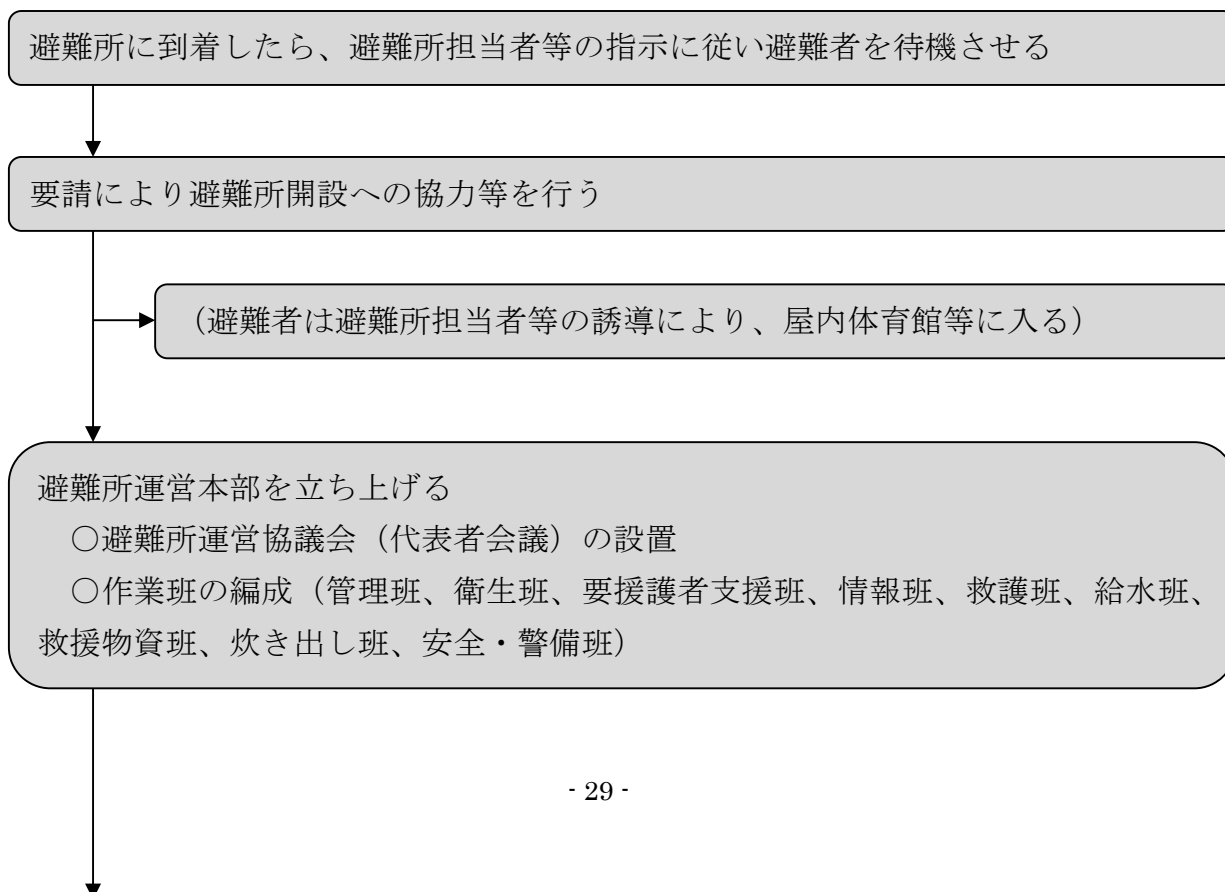 避難所に到着したら、避難所担当者等の指示に従い避難者を待機させる
要請により避難所開設への協力等を行う
（避難者は避難所担当者等の誘導により、屋内体育館等に入る）
避難所運営本部を立ち上げる
○避難所運営協議会（代表者会議）の設置
○作業班の編成（管理班、衛生班、要援護者支援班、情報班、救護班、給水班、
救援物資班、炊き出し班、安全・警備班）
- 29 -